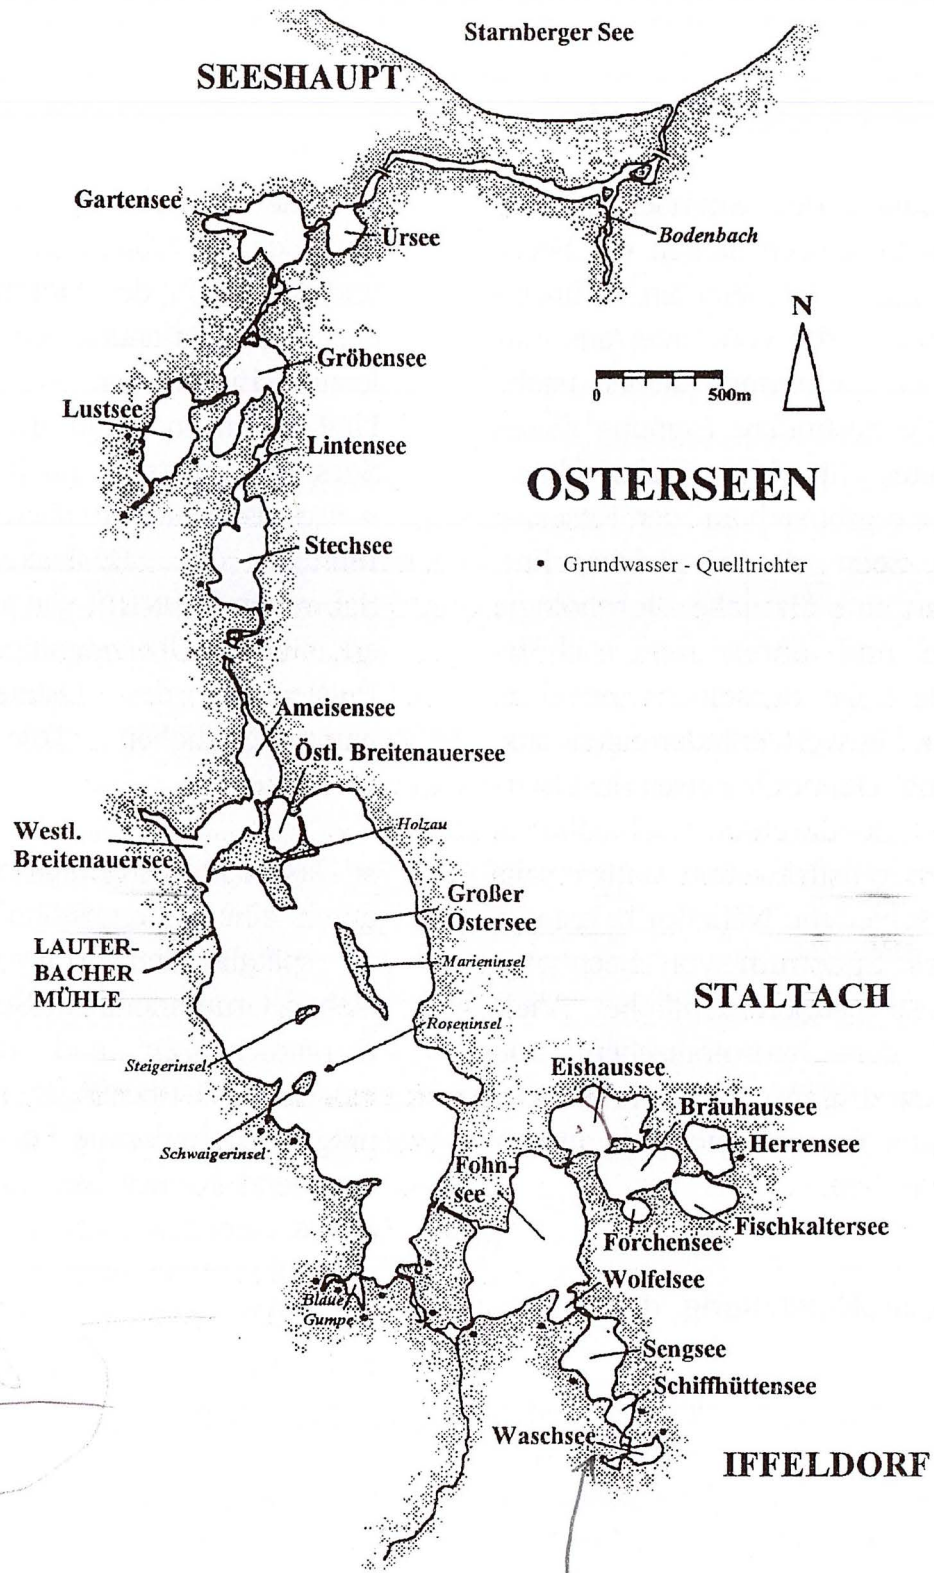 Starnberger See
SEESHAUPT
Gartensee
Ursee
Bodenbach
N
Gröbensee
0 500m
Lustsee
Lintensee
OSTERSEEN
Stechsee
• Grundwasser - Quelltrichter
Ameisensee
Östl. Breitenauersee
Westl.
Breitenauersee
Holzau
Großer
Ostersee
LAUTER-
BACHER
MÜHLE
Marieninsel
STALTACH
Roseninsel
Steigerinsel
Eishaussee
Bräuhaussee
Herrensee
Schwaigerinsel
Fohn-
see
Fischkaltersee
Forchensee
Wolfelsee
Blaue
Gumpe
Sengsee
Schiffhüttensee
Waschsee
IFFELDORF